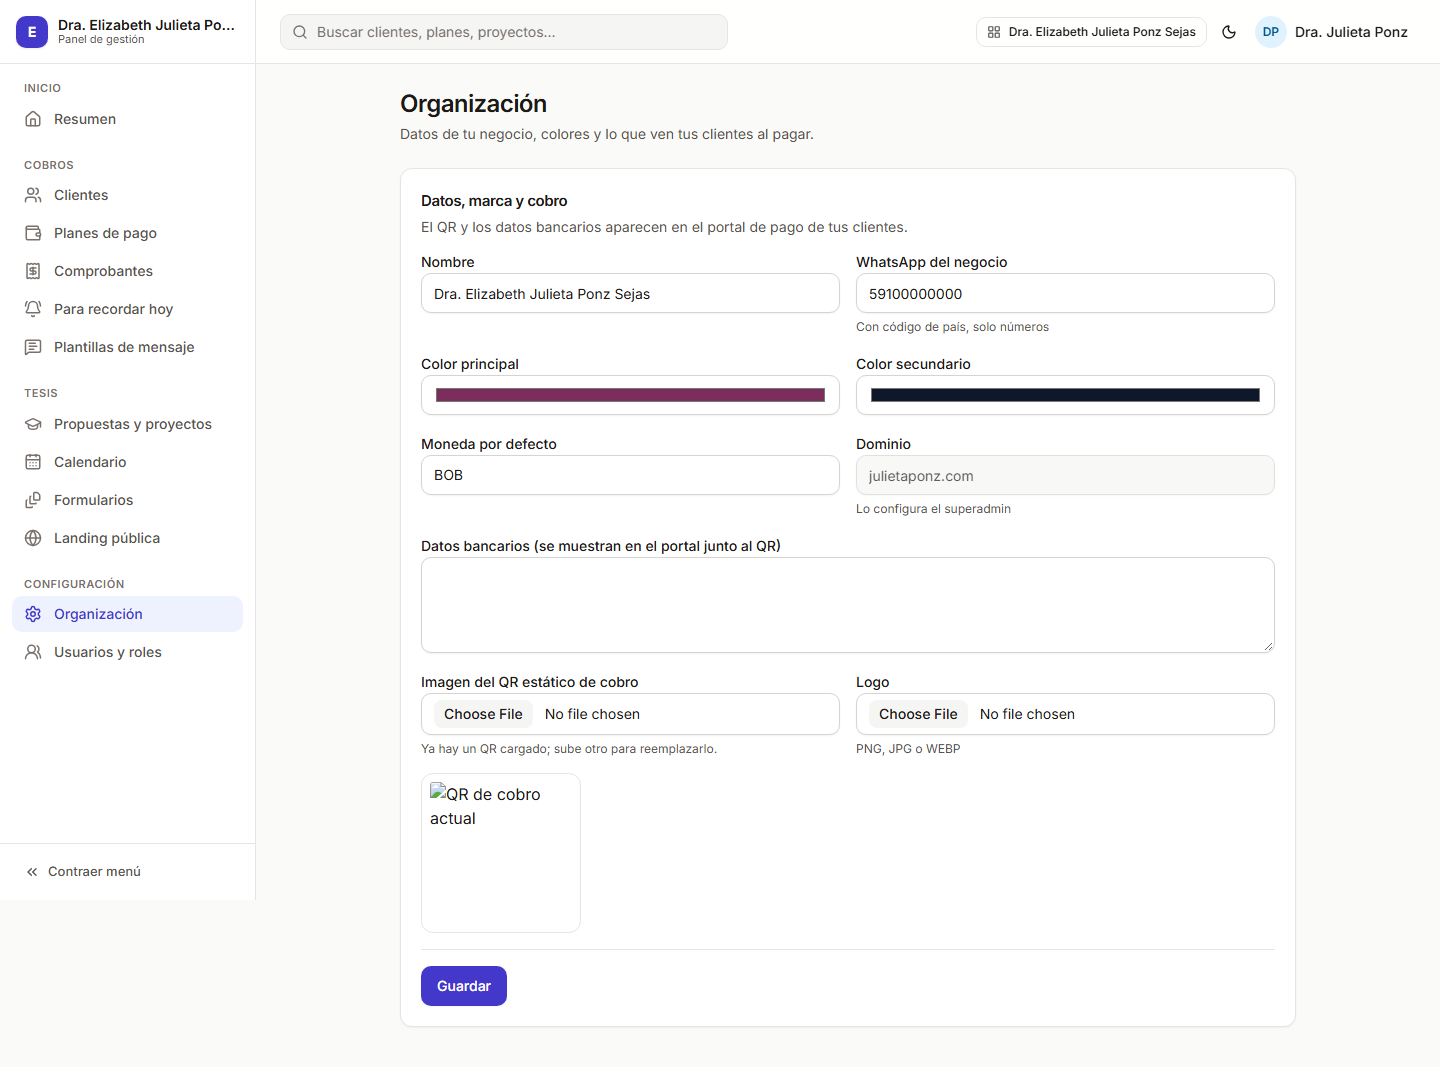 E
Dra. Elizabeth Julieta Po...
Panel de gestión
Buscar clientes, planes, proyectos...
Dra. Elizabeth Julieta Ponz Sejas
DP
Dra. Julieta Ponz
INICIO
Resumen
COBROS
Clientes
Planes de pago
Comprobantes
Para recordar hoy
Plantillas de mensaje
TESIS
Propuestas y proyectos
Calendario
Formularios
Landing pública
CONFIGURACIÓN
Organización
Usuarios y roles
Contraer menú
Organización
Datos de tu negocio, colores y lo que ven tus clientes al pagar.
Datos, marca y cobro
El QR y los datos bancarios aparecen en el portal de pago de tus clientes.
Nombre
Dra. Elizabeth Julieta Ponz Sejas
WhatsApp del negocio
59100000000
Con código de país, solo números
Color principal
Color secundario
Moneda por defecto
BOB
Dominio
julietaponz.com
Lo configura el superadmin
Datos bancarios (se muestran en el portal junto al QR)
Imagen del QR estático de cobro
Choose File No file chosen
Ya hay un QR cargado; sube otro para reemplazarlo.
Logo
Choose File No file chosen
PNG, JPG o WEBP
QR de cobro
actual
Guardar